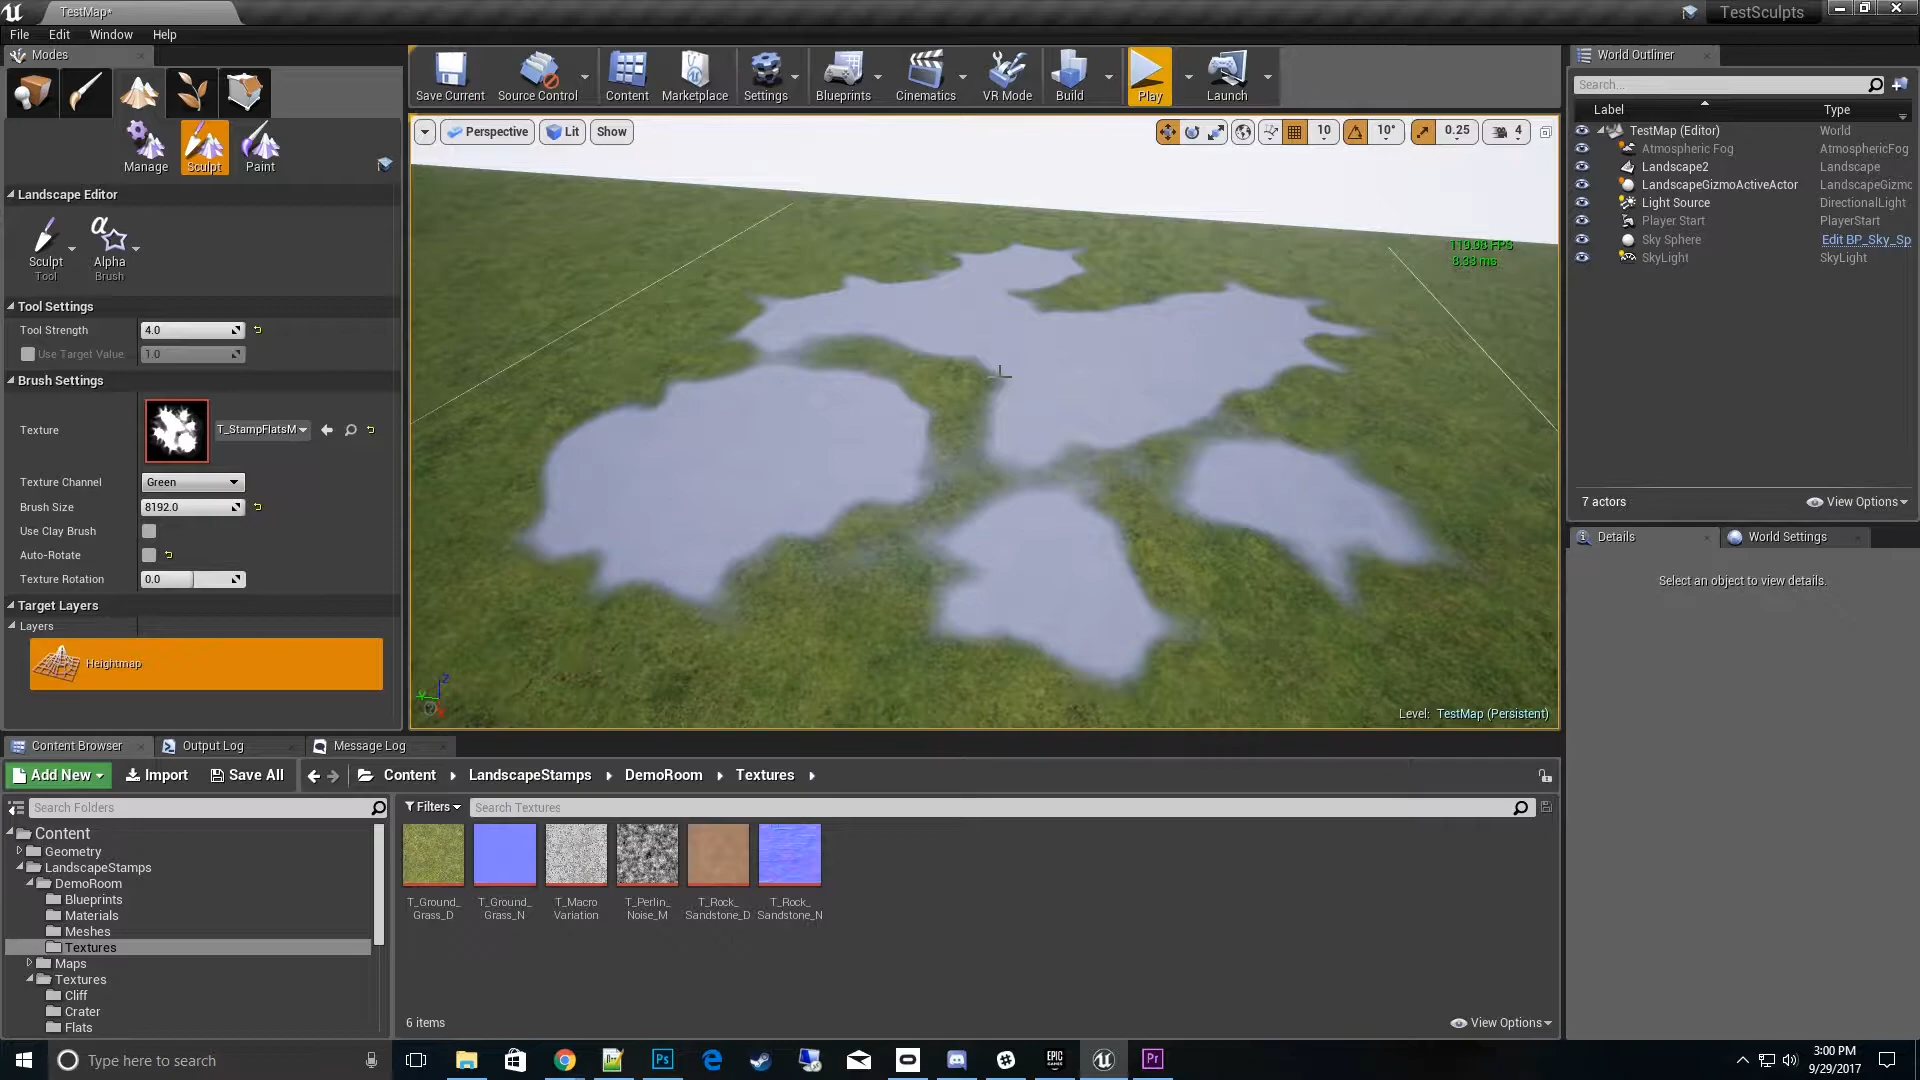 TestMap*
TestSculpts
File Edit Window Help
Modes
Manage Sculpt Paint
Landscape Editor
Sculpt
Tool
Alpha
Brush
Tool Settings
Tool Strength 4.0
Use Target Value 1.0
Brush Settings
Texture T_StampFlatsM
Texture Channel Green
Brush Size 8192.0
Use Clay Brush
Auto-Rotate
Texture Rotation 0.0
Target Layers
Layers
Heightmap
Save Current Source Control Content Marketplace Settings Blueprints Cinematics VR Mode Build Play Launch
Perspective Lit Show 10 10° 0.25 4
119.98 FPS
8.33 ms
Level: TestMap (Persistent)
World Outliner
Search...
Label Type
TestMap (Editor) World
Atmospheric Fog AtmosphericFog
Landscape2 Landscape
LandscapeGizmoActiveActor LandscapeGizmo
Light Source DirectionalLight
Player Start PlayerStart
Sky Sphere Edit BP_Sky_Sp
SkyLight SkyLight
7 actors View Options
Details World Settings
Select an object to view details.
Content Browser Output Log Message Log
Add New Import Save All Content LandscapeStamps DemoRoom Textures
Search Folders
Content
Geometry
LandscapeStamps
DemoRoom
Blueprints
Materials
Meshes
Textures
Maps
Textures
Cliff
Crater
Flats
Filters Search Textures
T_Ground_
Grass_D
T_Ground_
Grass_N
T_Macro
Variation
T_Perlin_
Noise_M
T_Rock_
Sandstone_D
T_Rock_
Sandstone_N
6 items View Options
Type here to search
Ps
EPIC
GAMES
Pr
3:00 PM
9/29/2017